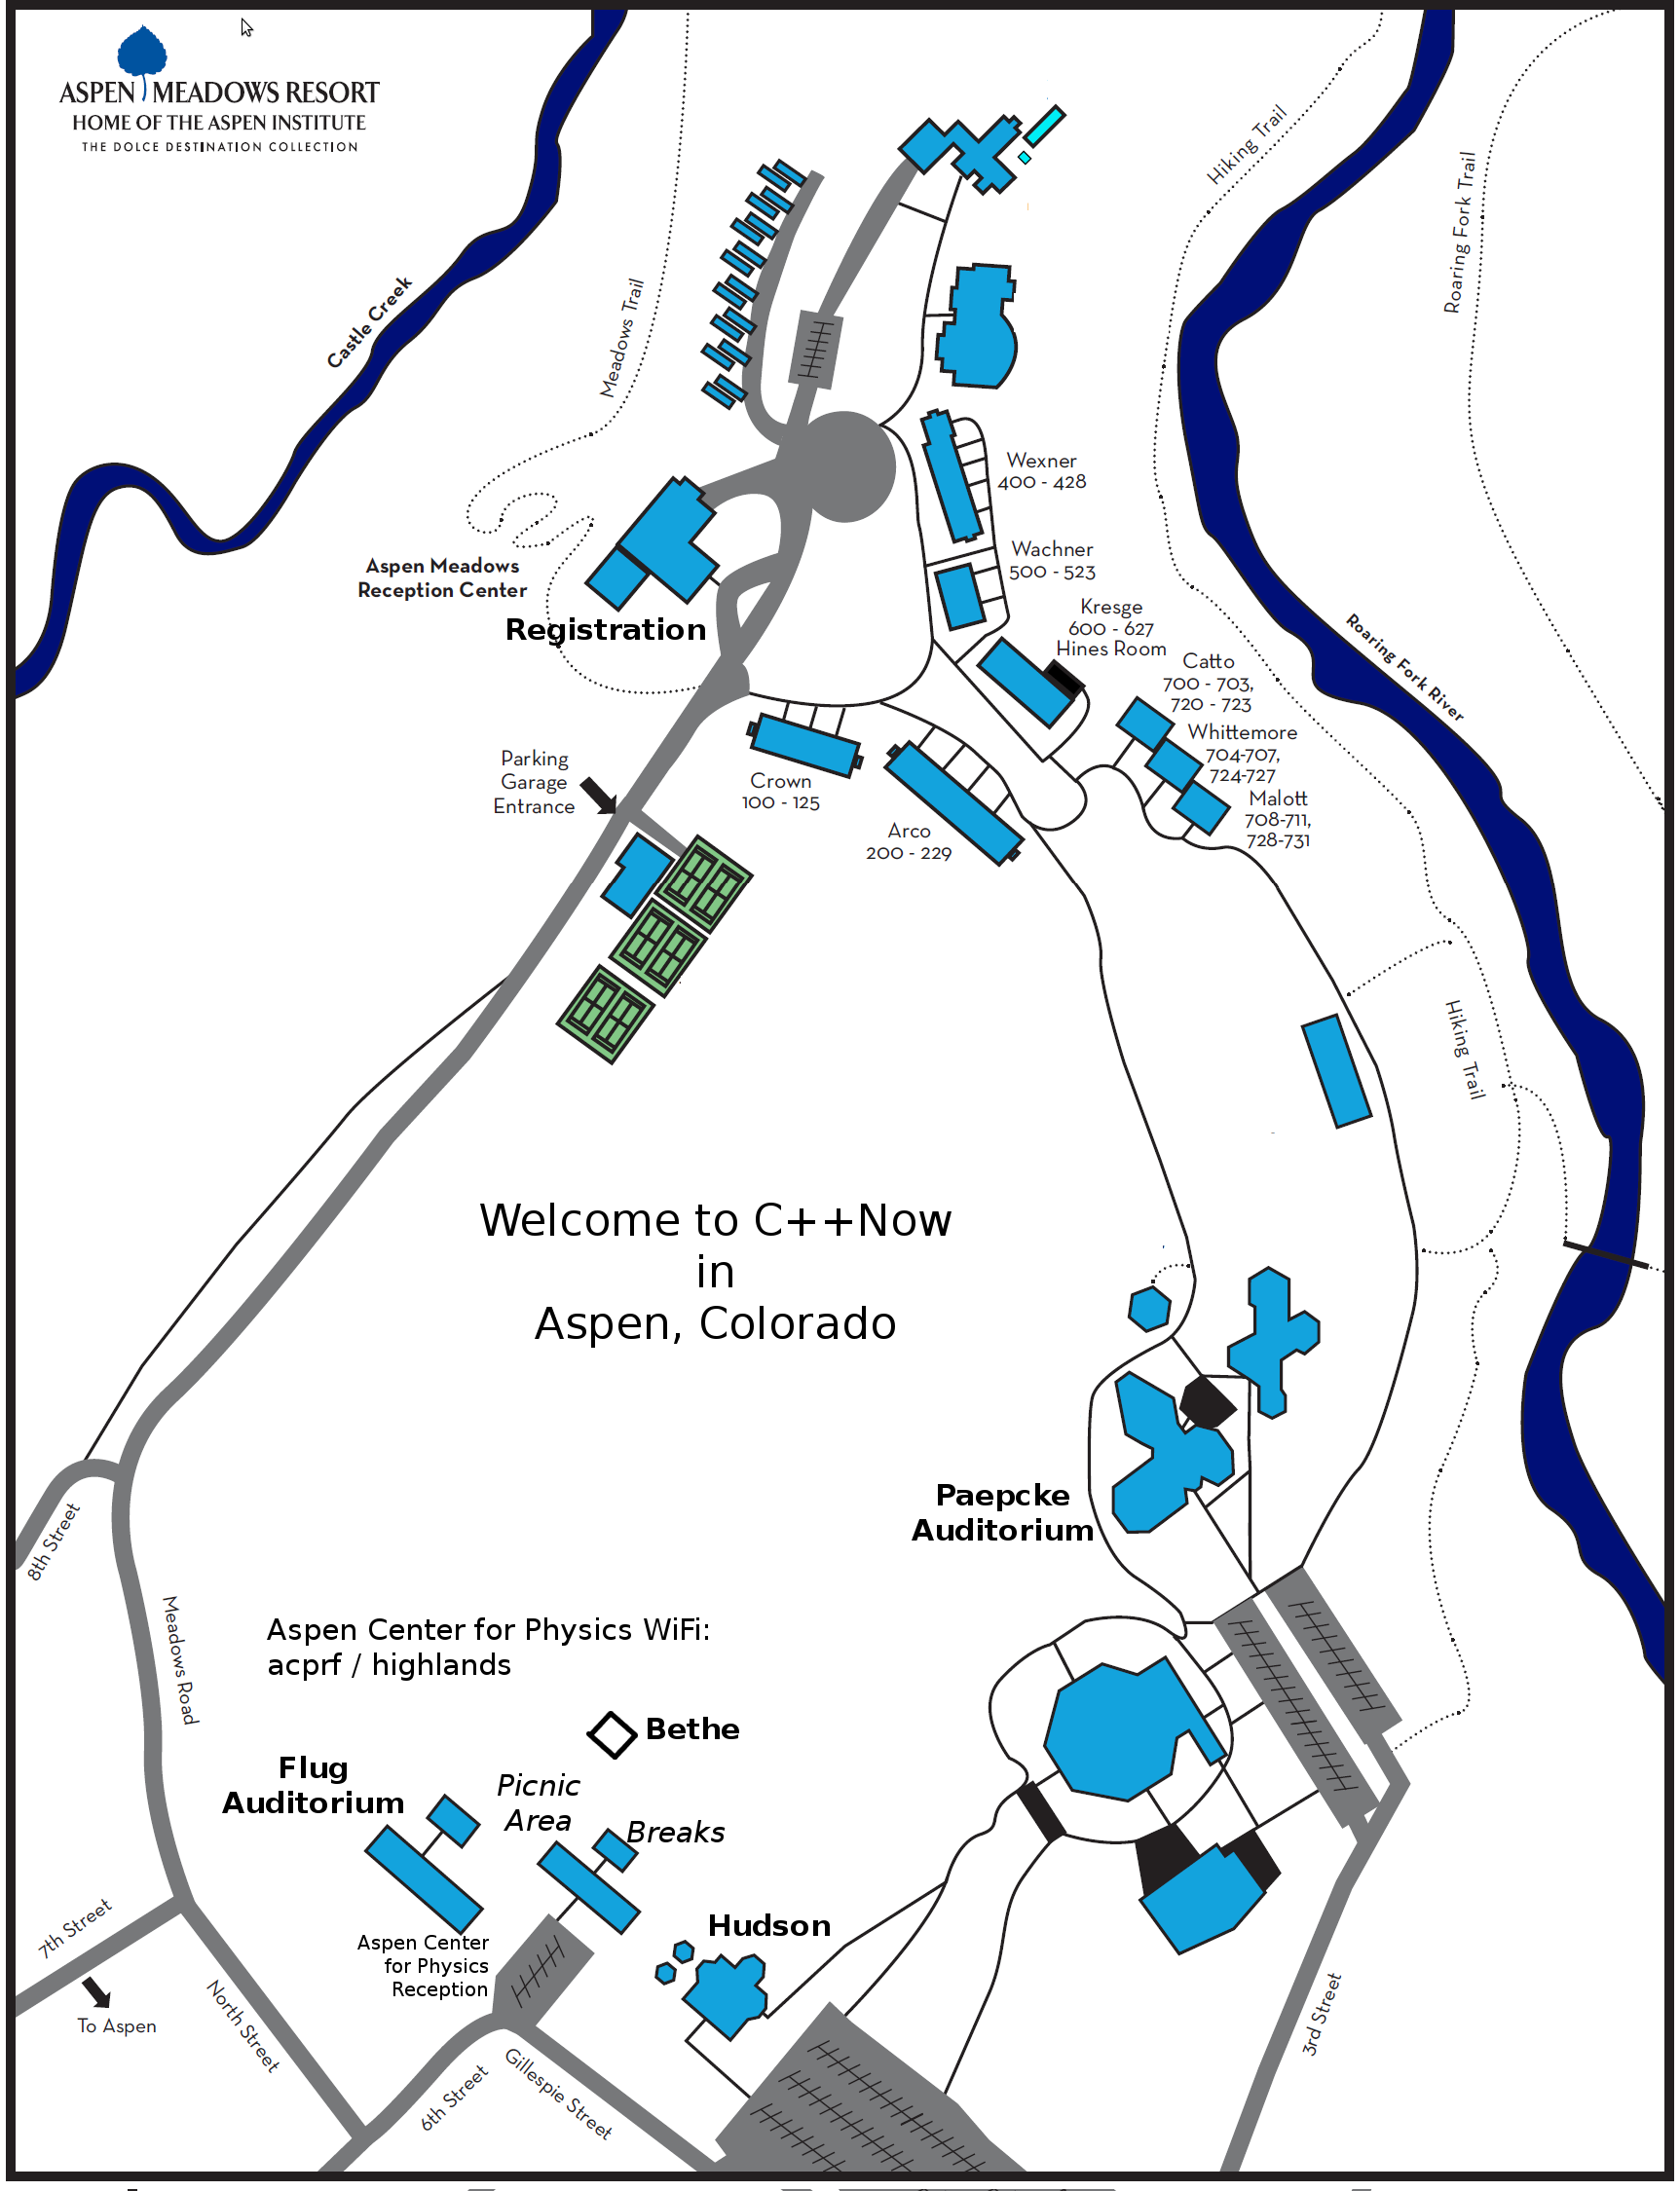 ASPEN MEADOWS RESORT
HOME OF THE ASPEN INSTITUTE
THE DOLCE DESTINATION COLLECTION
Castle Creek
Meadows Trail
Hiking Trail
Roaring Fork Trail
Wexner
400 - 428
Wachner
500 - 523
Kresge
600 - 627
Hines Room
Catto
700 - 703,
720 - 723
Whittemore
704-707,
724-727
Malott
708-711,
728-731
Roaring Fork River
Aspen Meadows
Reception Center
Registration
Parking
Garage
Entrance
Crown
100 - 125
Arco
200 - 229
Hiking Trail
Welcome to C++Now
in
Aspen, Colorado
Paepcke
Auditorium
8th Street
Meadows Road
Aspen Center for Physics WiFi:
acprf / highlands
Bethe
Flug
Auditorium
Picnic
Area
Breaks
Hudson
Aspen Center
for Physics
Reception
7th Street
To Aspen
North Street
6th Street
Gillespie Street
3rd Street